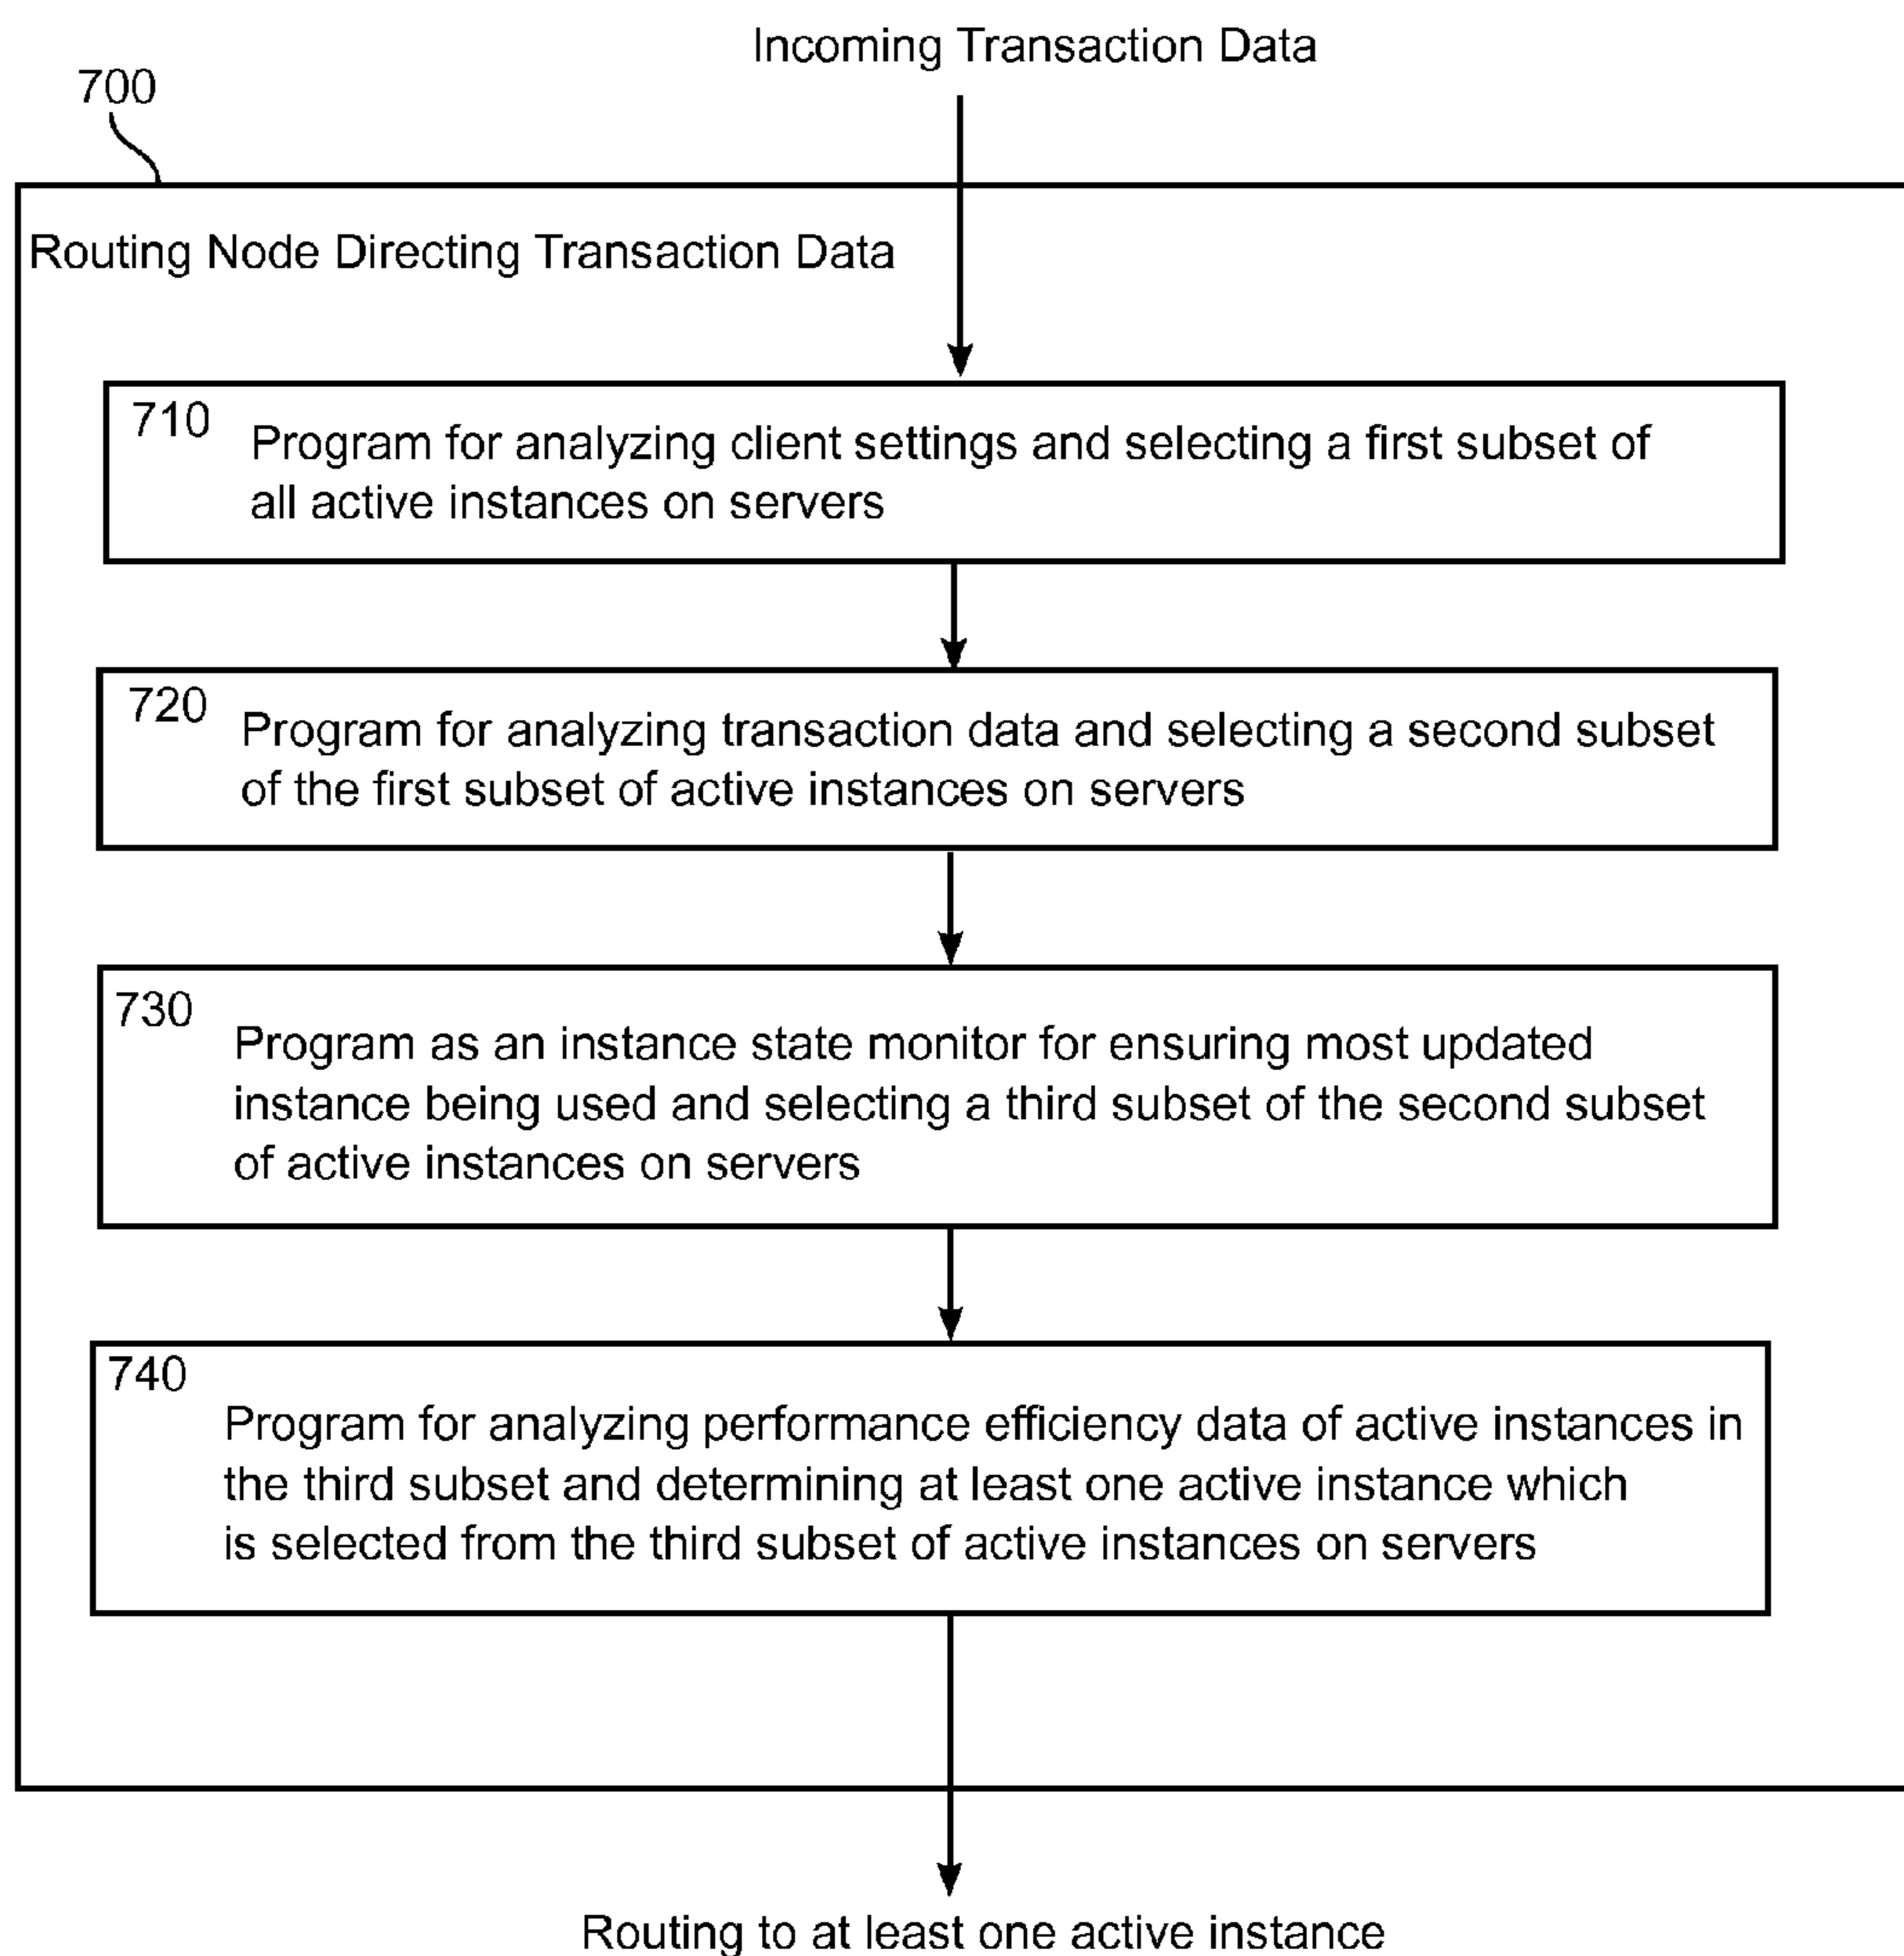 Incoming Transaction Data
700
Routing Node Directing Transaction Data
710
Program for analyzing client settings and selecting a first subset of
all active instances on servers
720
Program for analyzing transaction data and selecting a second subset
of the first subset of active instances on servers
730
Program as an instance state monitor for ensuring most updated
instance being used and selecting a third subset of the second subset
of active instances on servers
740
Program for analyzing performance efficiency data of active instances in
the third subset and determining at least one active instance which
is selected from the third subset of active instances on servers
Routing to at least one active instance